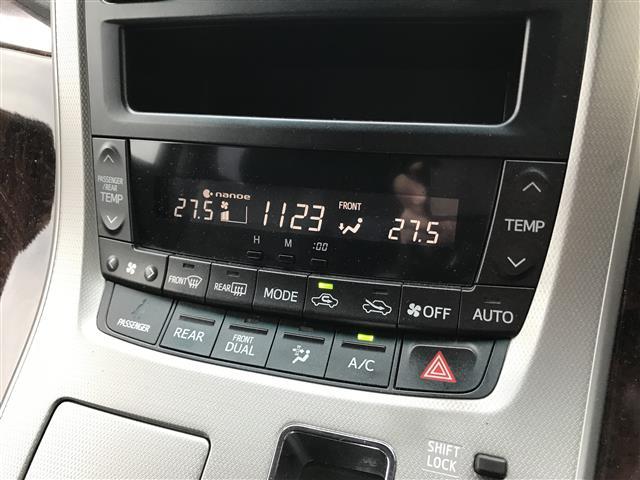 PASSENGER
/REAR
TEMP
nanoe
27.5
1123
FRONT
27.5
TEMP
H M :00
FRONT
REAR
MODE
OFF
AUTO
PASSENGER
REAR
FRONT
DUAL
A/C
SHIFT
LOCK